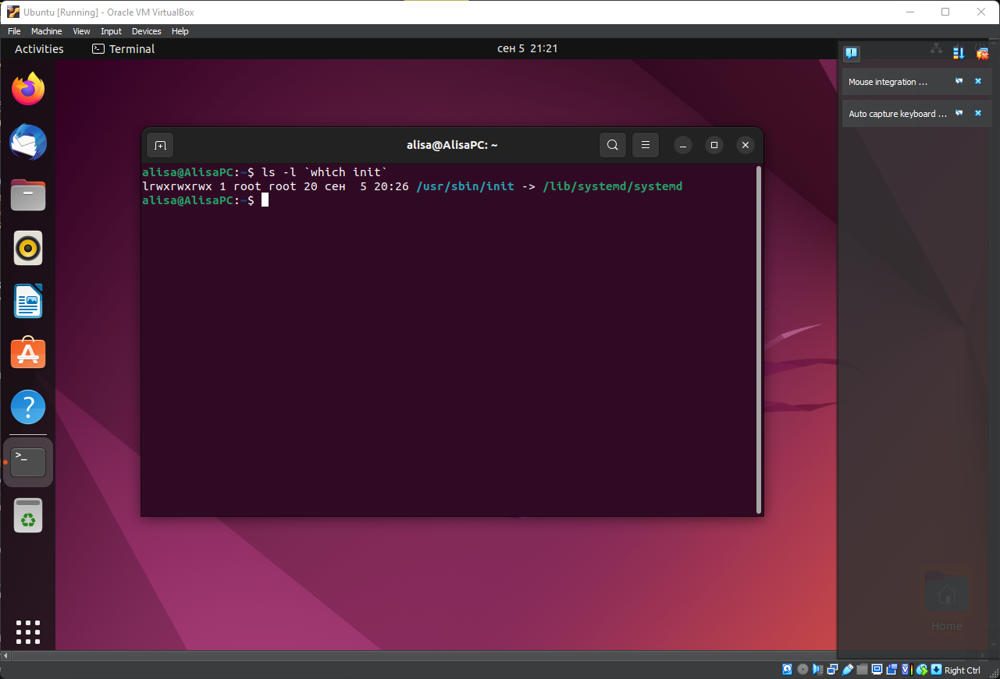 Ubuntu [Running] - Oracle VM VirtualBox
File Machine View Input Devices Help
Activities Terminal сен 5 21:21
Mouse integration ...
Auto capture keyboard ...
alisa@AlisaPC: ~
alisa@AlisaPC:~$ ls -l `which init`
lrwxrwxrwx 1 root root 20 сен  5 20:26 /usr/sbin/init -> /lib/systemd/systemd
alisa@AlisaPC:~$
Home
Right Ctrl